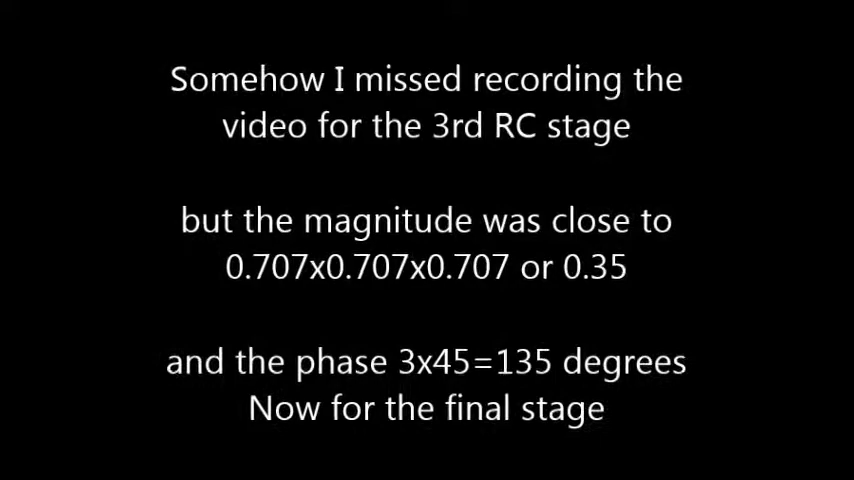 Somehow I missed recording the
video for the 3rd RC stage
but the magnitude was close to
0.707x0.707x0.707 or 0.35
and the phase 3x45=135 degrees
Now for the final stage